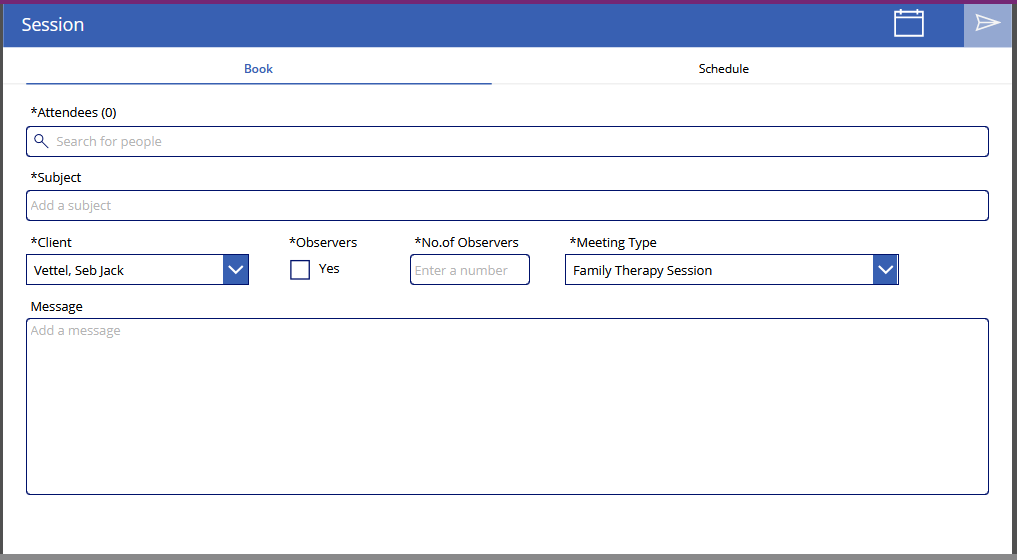 Session
Book Schedule
*Attendees (0)
Search for people
*Subject
Add a subject
*Client *Observers *No.of Observers *Meeting Type
Vettel, Seb Jack Yes Enter a number Family Therapy Session
Message
Add a message